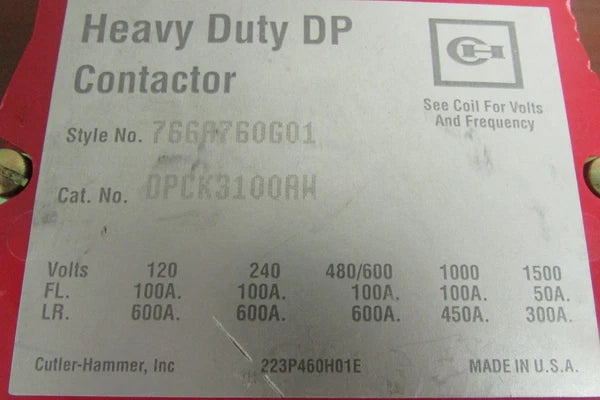 Heavy Duty DP
Contactor
CH
See Coil For Volts
And Frequency
Style No. 766A760G01
Cat. No. DPCK3100AW
Volts 120 240 480/600 1000 1500
FL. 100A. 100A. 100A. 100A. 50A.
LR. 600A. 600A. 600A. 450A. 300A.
Cutler-Hammer, Inc 223P460H01E MADE IN U.S.A.